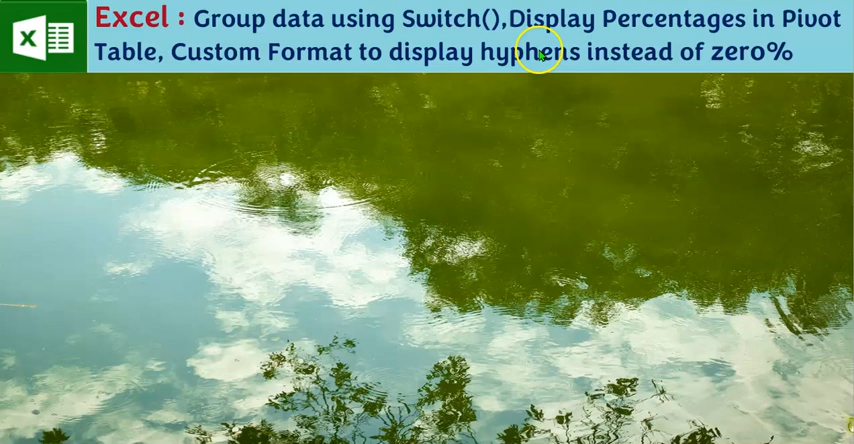 Excel : Group data using Switch(),Display Percentages in Pivot
Table, Custom Format to display hyphens instead of zero%
X